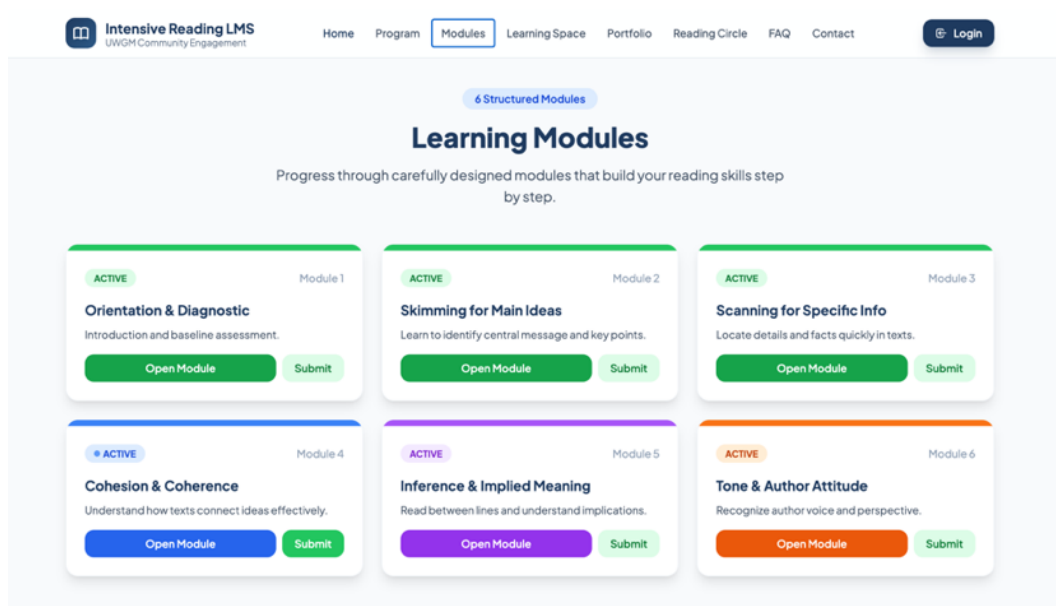 Intensive Reading LMS
UWGM Community Engagement
Home Program Modules Learning Space Portfolio Reading Circle FAQ Contact
Login
6 Structured Modules
Learning Modules
Progress through carefully designed modules that build your reading skills step
by step.
ACTIVE Module 1
Orientation & Diagnostic
Introduction and baseline assessment.
Open Module Submit
ACTIVE Module 2
Skimming for Main Ideas
Learn to identify central message and key points.
Open Module Submit
ACTIVE Module 3
Scanning for Specific Info
Locate details and facts quickly in texts.
Open Module Submit
ACTIVE Module 4
Cohesion & Coherence
Understand how texts connect ideas effectively.
Open Module Submit
ACTIVE Module 5
Inference & Implied Meaning
Read between lines and understand implications.
Open Module Submit
ACTIVE Module 6
Tone & Author Attitude
Recognize author voice and perspective.
Open Module Submit